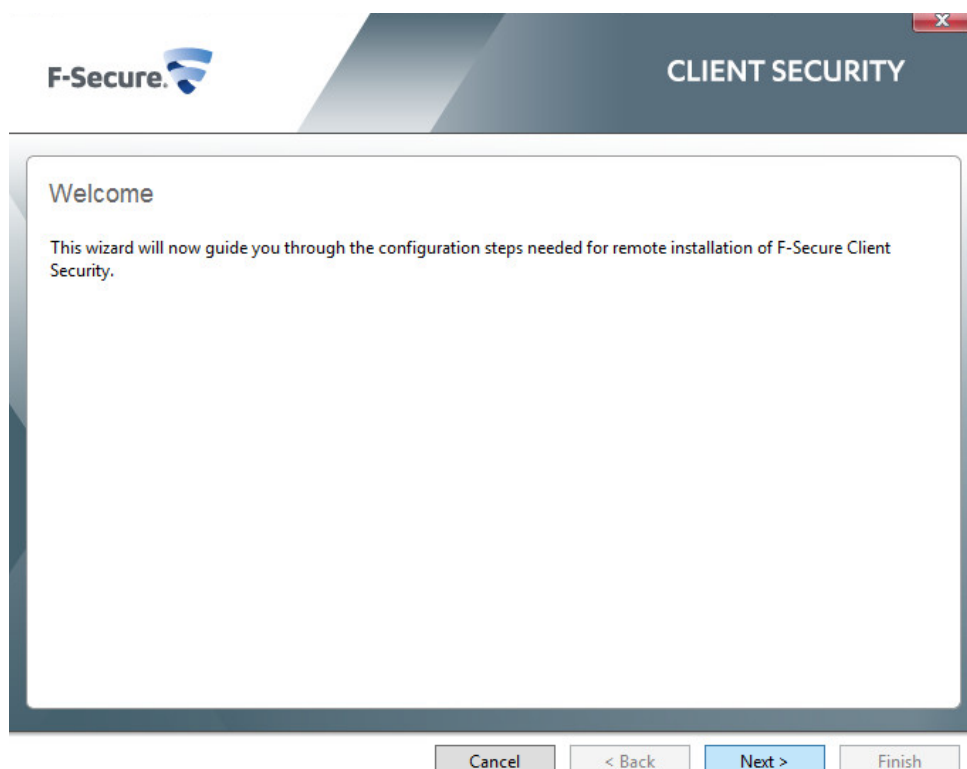 F-Secure.
CLIENT SECURITY
Welcome
This wizard will now guide you through the configuration steps needed for remote installation of F-Secure Client
Security.
Cancel
< Back
Next >
Finish